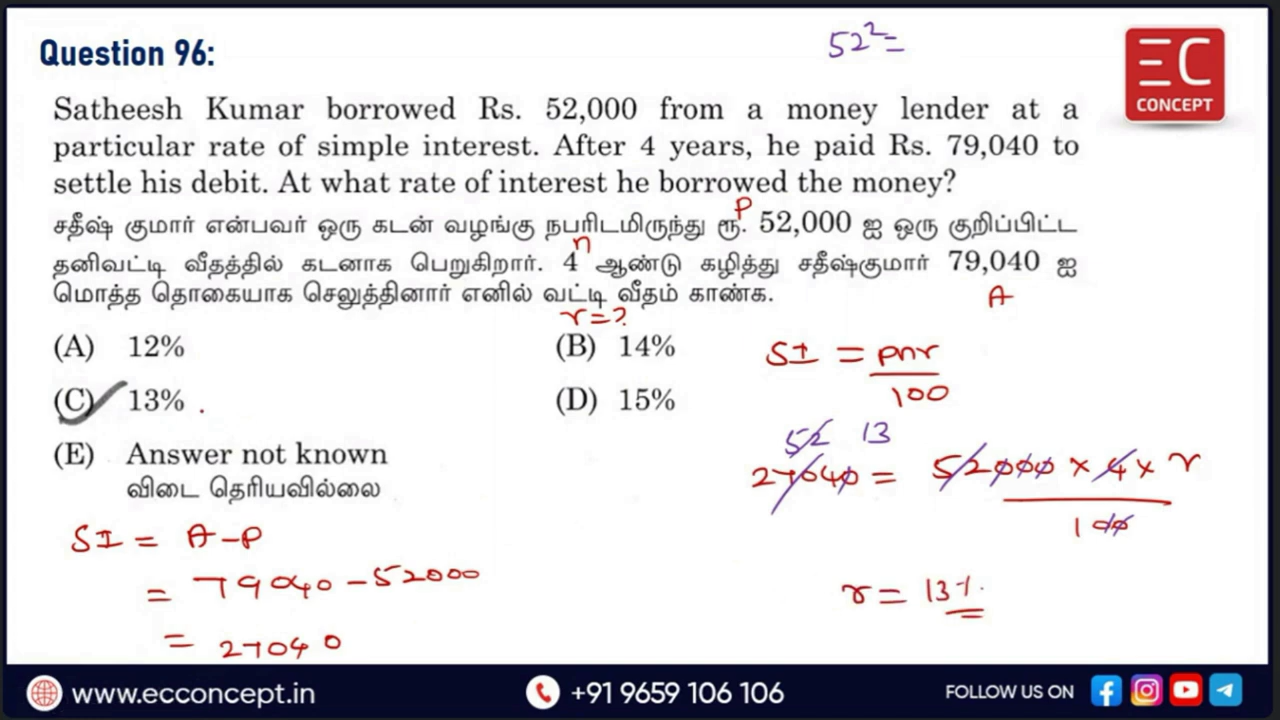 Question 96:
52² =
EC
CONCEPT
Satheesh Kumar borrowed Rs. 52,000 from a money lender at a
particular rate of simple interest. After 4 years, he paid Rs. 79,040 to
settle his debit. At what rate of interest he borrowed the money?
P
சதீஷ் குமார் என்பவர் ஒரு கடன் வழங்கு நபரிடமிருந்து ரூ. 52,000 ஐ ஒரு குறிப்பிட்ட
n
தனிவட்டி வீதத்தில் கடனாக பெறுகிறார். 4 ஆண்டு கழித்து சதீஷ்குமார் 79,040 ஐ
மொத்த தொகையாக செலுத்தினார் எனில் வட்டி வீதம் காண்க.
A
r = ?
(A) 12%
(B) 14%
(C) 13% .
(D) 15%
(E) Answer not known
விடை தெரியவில்லை
SI = A - P
= 79040 - 52000
= 27040
SI = pnr
100
52 13
27040 = 52000 × 4 × r
100
r = 13%
www.ecconcept.in
+91 9659 106 106
FOLLOW US ON